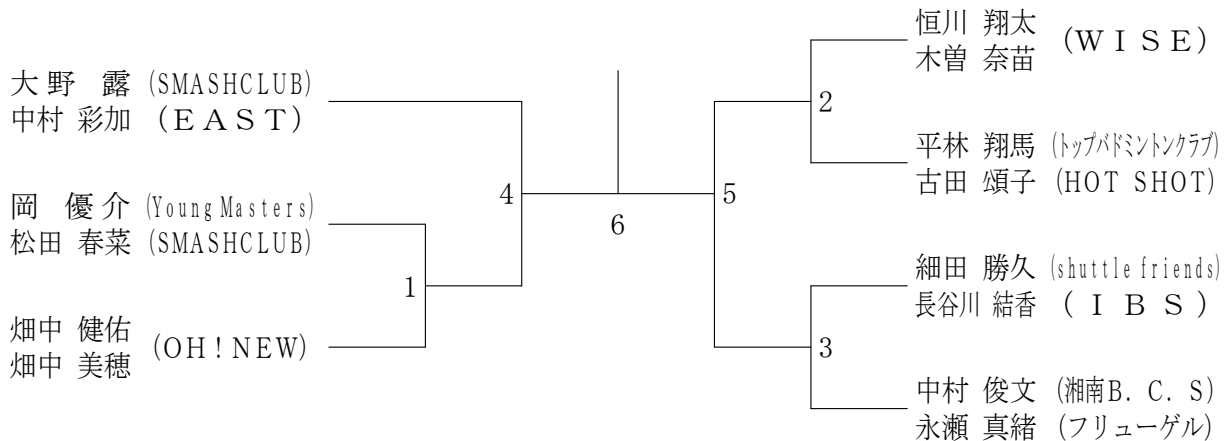 大野 露 (SMASHCLUB)
中村 彩加 (EAST)
岡 優介 (Young Masters)
松田 春菜 (SMASHCLUB)
畑中 健佑
畑中 美穂
(OH!NEW)
1
4
6
5
2
3
恒川 翔太
木曽 奈苗
(WISE)
平林 翔馬 (トップバドミントンクラブ)
古田 頌子 (HOT SHOT)
細田 勝久 (shuttle friends)
長谷川 結香 (IBS)
中村 俊文 (湘南B.C.S)
永瀬 真緒 (フリューゲル)